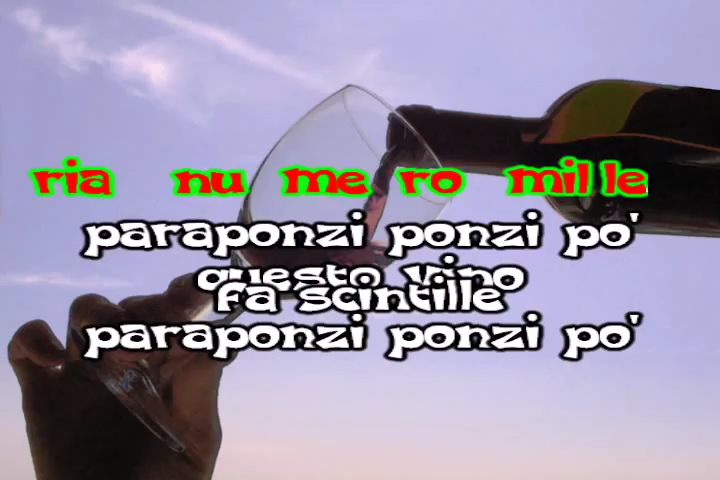 ria nu me ro mil le
paraponzi ponzi po'
questo vino
fa scintille
paraponzi ponzi po'